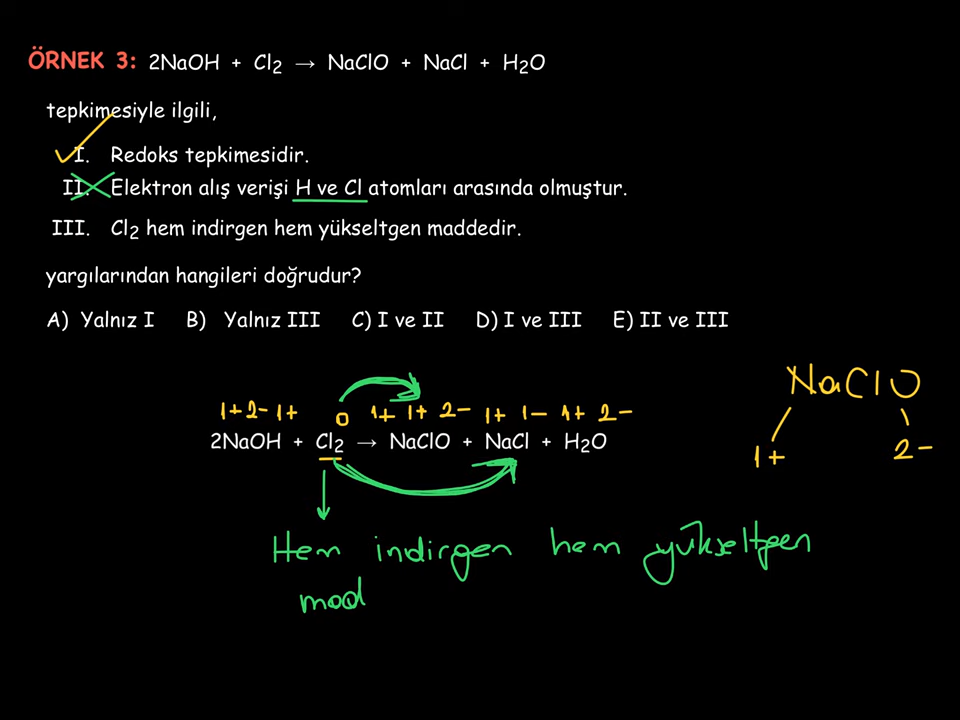 ÖRNEK 3: 2NaOH + Cl₂ → NaClO + NaCl + H₂O
tepkimesiyle ilgili,
I. Redoks tepkimesidir.
II. Elektron alış verişi H ve Cl atomları arasında olmuştur.
III. Cl₂ hem indirgen hem yükseltgen maddedir.
yargılarından hangileri doğrudur?
A) Yalnız I B) Yalnız III C) I ve II D) I ve III E) II ve III
NaClO
1+ 2-
1+ 2- 1+ 0 1+ 1+ 2- 1+ 1- 1+ 2-
2NaOH + Cl₂ → NaClO + NaCl + H₂O
Hem indirgen hem yükseltgen
mad